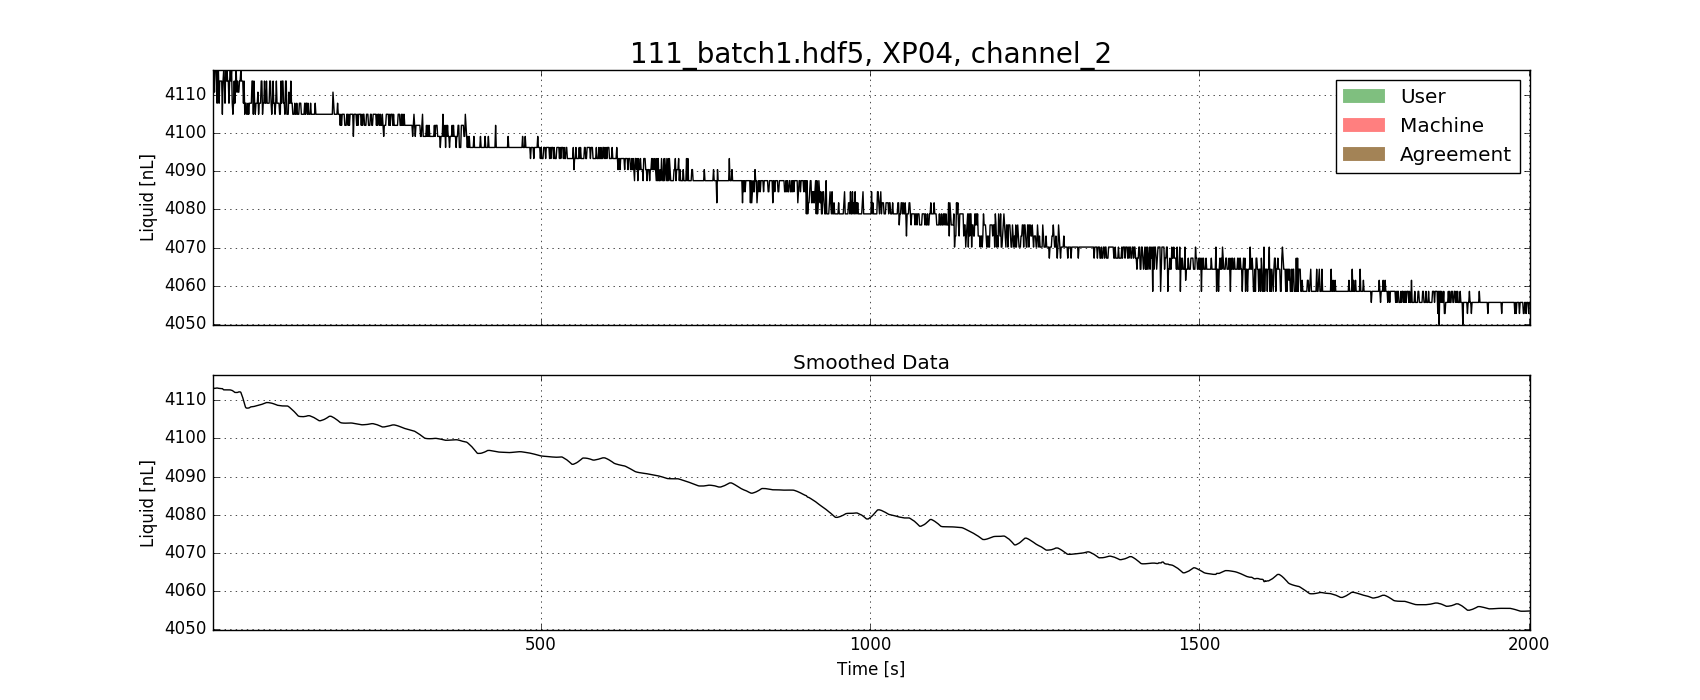 111_batch1.hdf5, XP04, channel_2
Liquid [nL]
4110
4100
4090
4080
4070
4060
4050
User
Machine
Agreement
Smoothed Data
Liquid [nL]
4110
4100
4090
4080
4070
4060
4050
500 1000 1500 2000
Time [s]